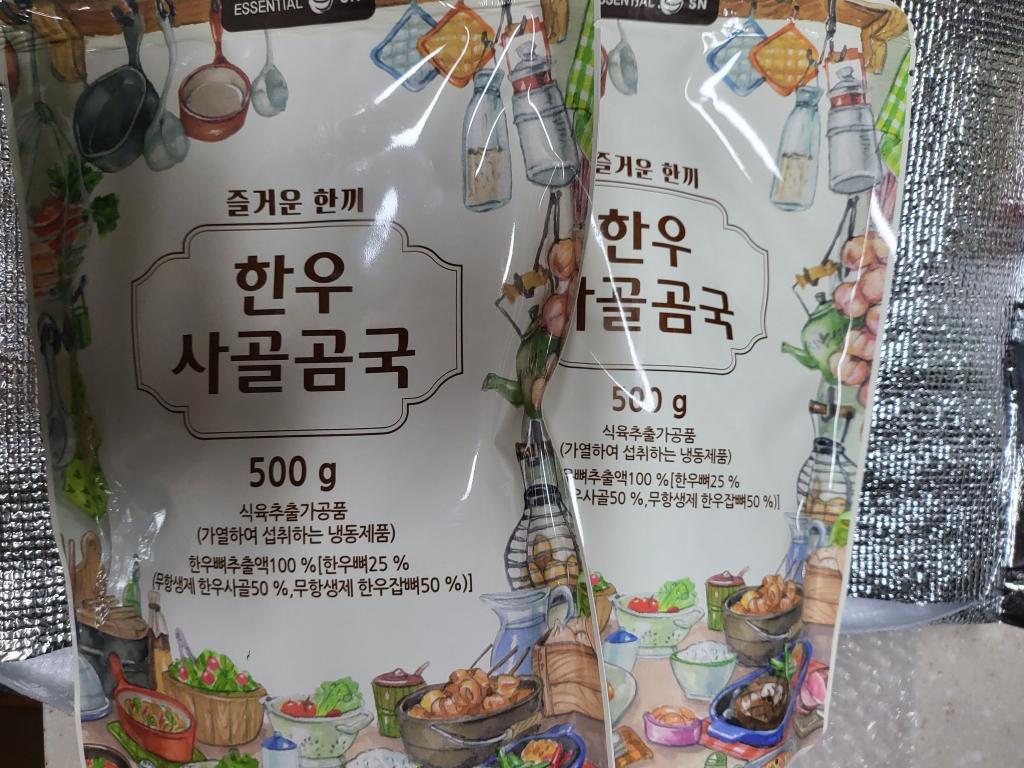 ESSENTIAL
SN
즐거운 한끼
한우
사골곰국
500 g
식육추출가공품
(가열하여 섭취하는 냉동제품)
한우뼈추출액100 %[한우뼈25 %
(무항생제 한우사골50 %,무항생제 한우잡뼈50 %)]
SENTIAL
SN
즐거운 한끼
한우
사골곰국
500 g
식육추출가공품
(가열하여 섭취하는 냉동제품)
우뼈추출액100 %[한우뼈25 %
우사골50 %,무항생제 한우잡뼈50 %)]